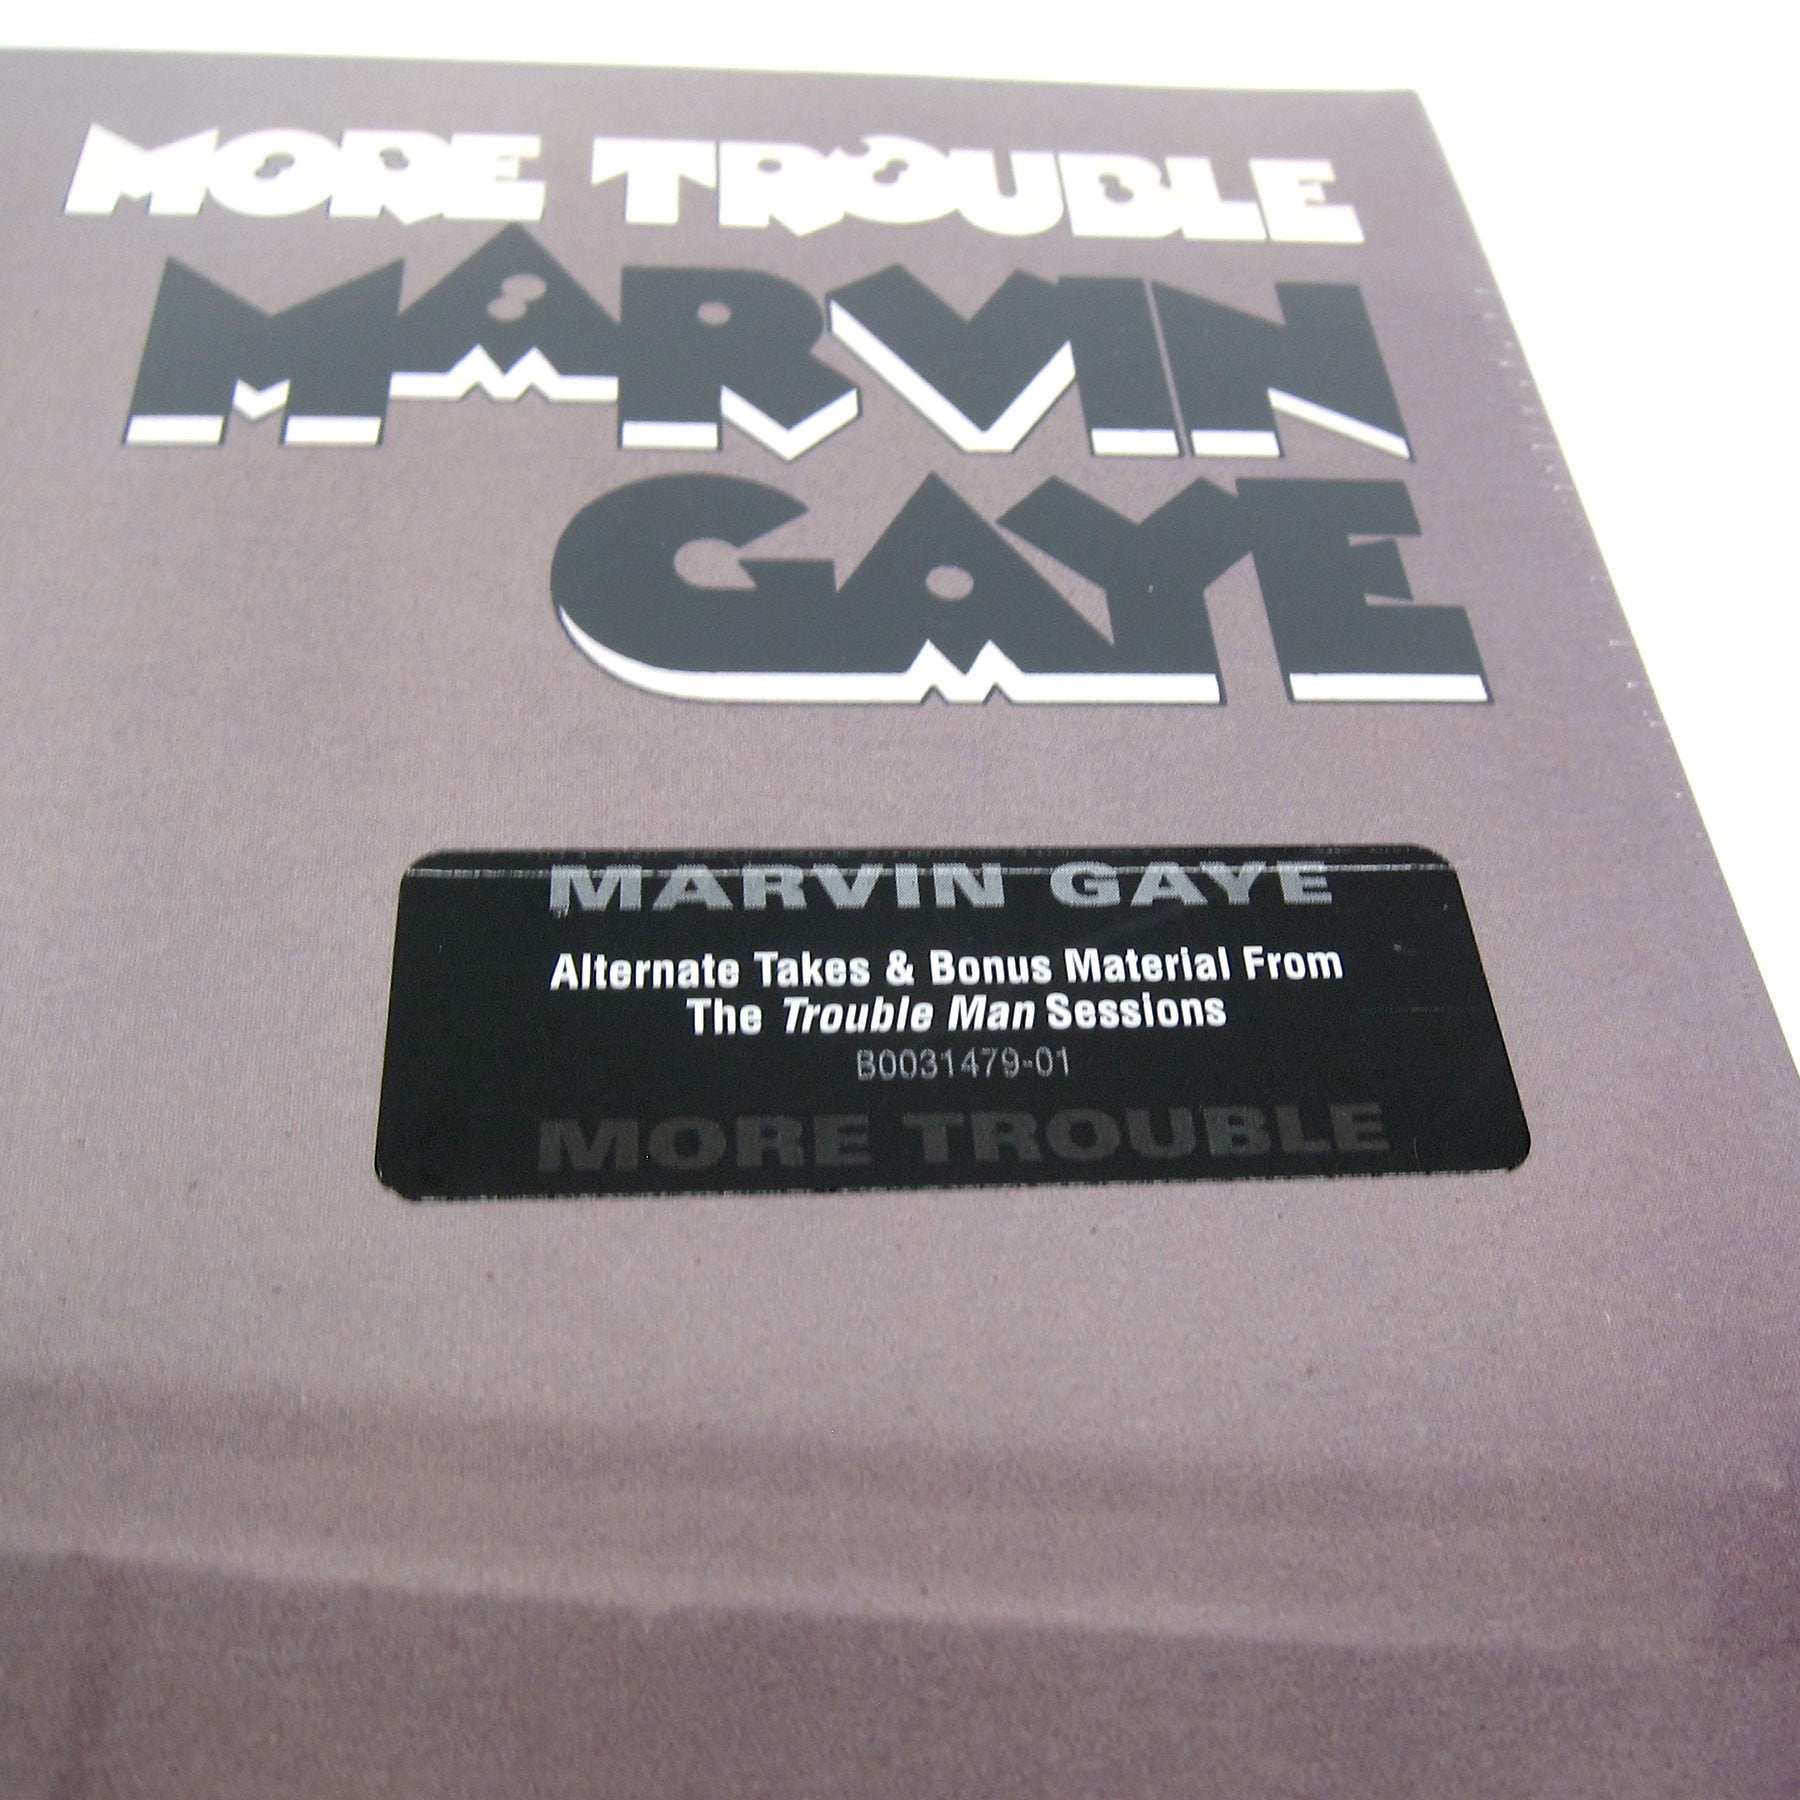 MORE TROUBLE
MARVIN
GAYE
MARVIN GAYE
Alternate Takes & Bonus Material From
The Trouble Man Sessions
B0031479-01
MORE TROUBLE